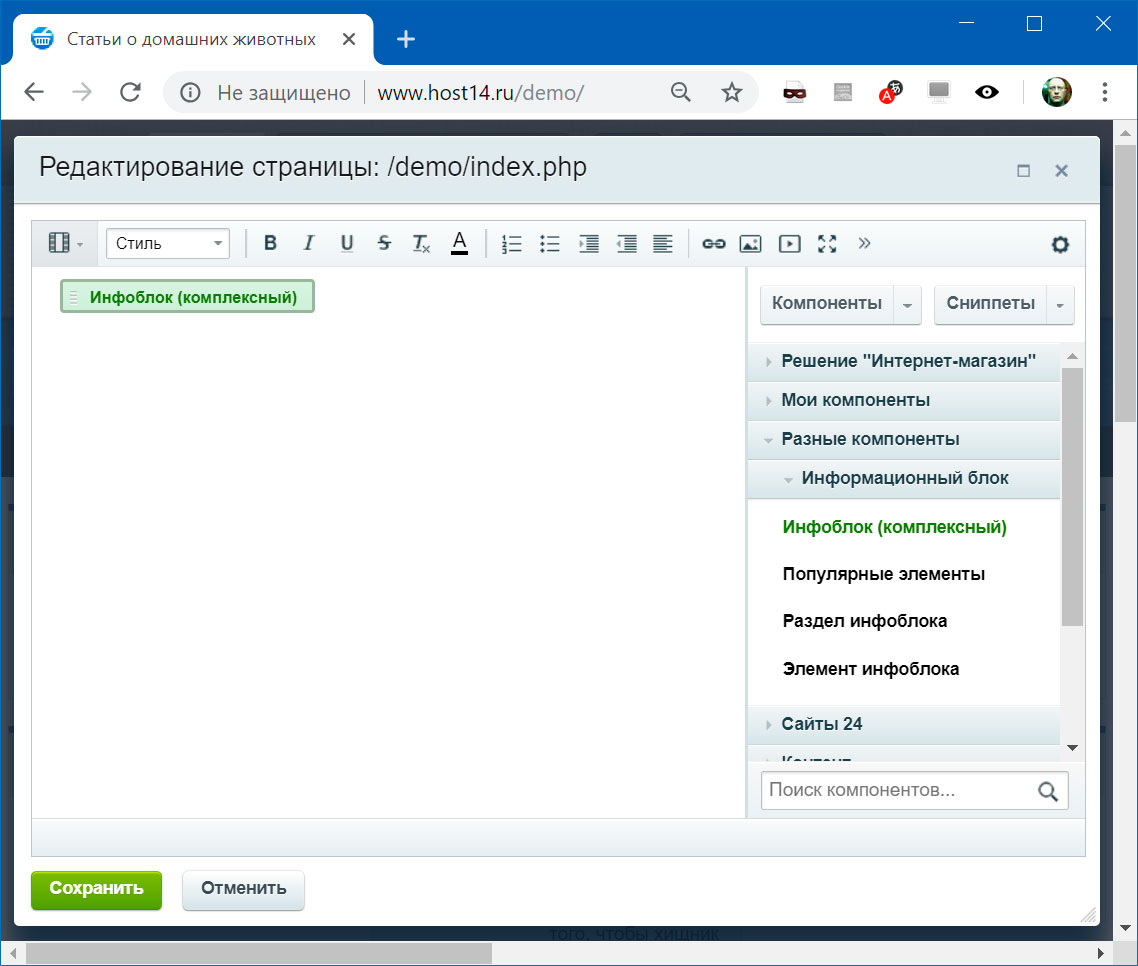 Статьи о домашних животных
Не защищено www.host14.ru/demo/
Редактирование страницы: /demo/index.php
Стиль B I U S Tx A
Инфоблок (комплексный)
Компоненты Сниппеты
Решение "Интернет-магазин"
Мои компоненты
Разные компоненты
Информационный блок
Инфоблок (комплексный)
Популярные элементы
Раздел инфоблока
Элемент инфоблока
Сайты 24
Контент
Поиск компонентов...
Сохранить Отменить
того, чтобы хищник